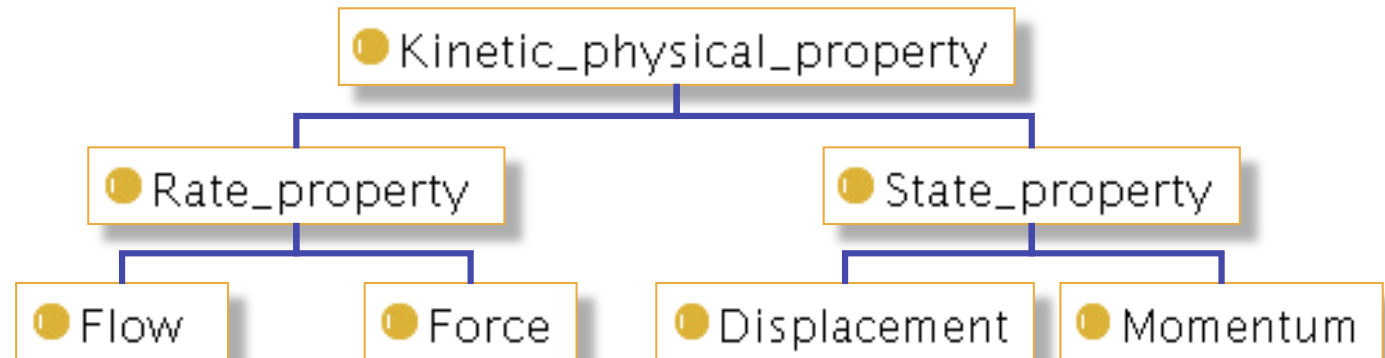 Kinetic_physical_property
Rate_property
State_property
Flow
Force
Displacement
Momentum